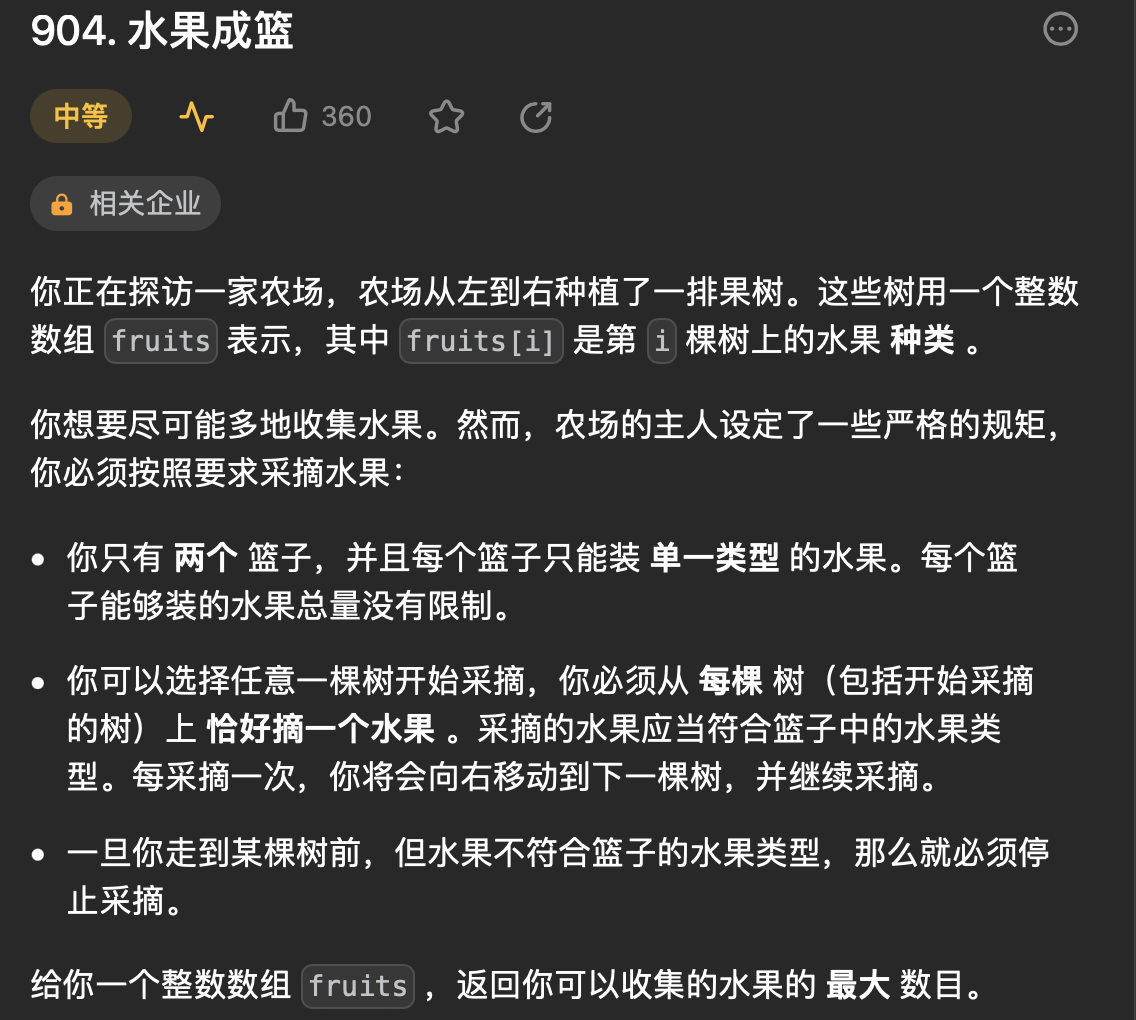 904. 水果成篮
中等 360
相关企业
你正在探访一家农场，农场从左到右种植了一排果树。这些树用一个整数
数组 fruits 表示，其中 fruits[i] 是第 i 棵树上的水果 种类 。
你想要尽可能多地收集水果。然而，农场的主人设定了一些严格的规矩，
你必须按照要求采摘水果：
你只有 两个 篮子，并且每个篮子只能装 单一类型 的水果。每个篮
子能够装的水果总量没有限制。
你可以选择任意一棵树开始采摘，你必须从 每棵 树（包括开始采摘
的树）上 恰好摘一个水果 。采摘的水果应当符合篮子中的水果类
型。每采摘一次，你将会向右移动到下一棵树，并继续采摘。
一旦你走到某棵树前，但水果不符合篮子的水果类型，那么就必须停
止采摘。
给你一个整数数组 fruits ，返回你可以收集的水果的 最大 数目。